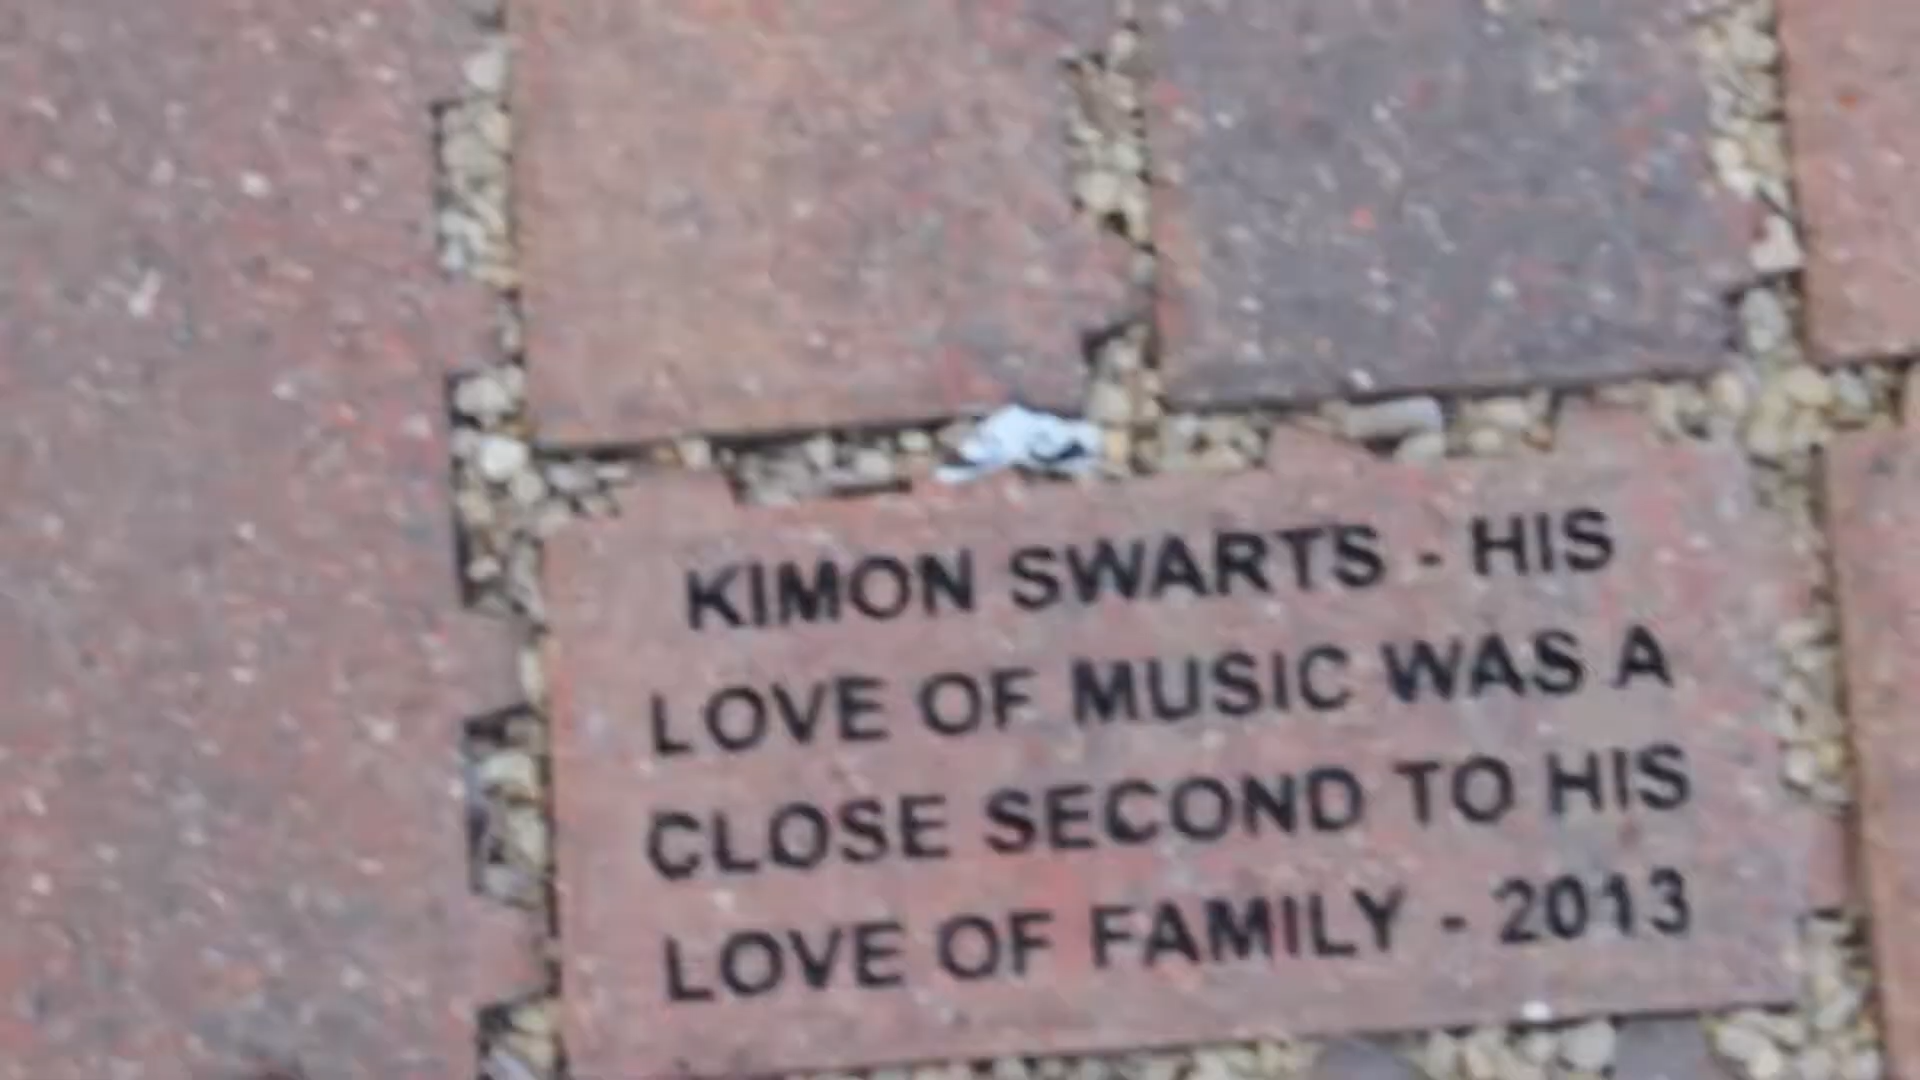 KIMON SWARTS - HIS
LOVE OF MUSIC WAS A
CLOSE SECOND TO HIS
LOVE OF FAMILY - 2013